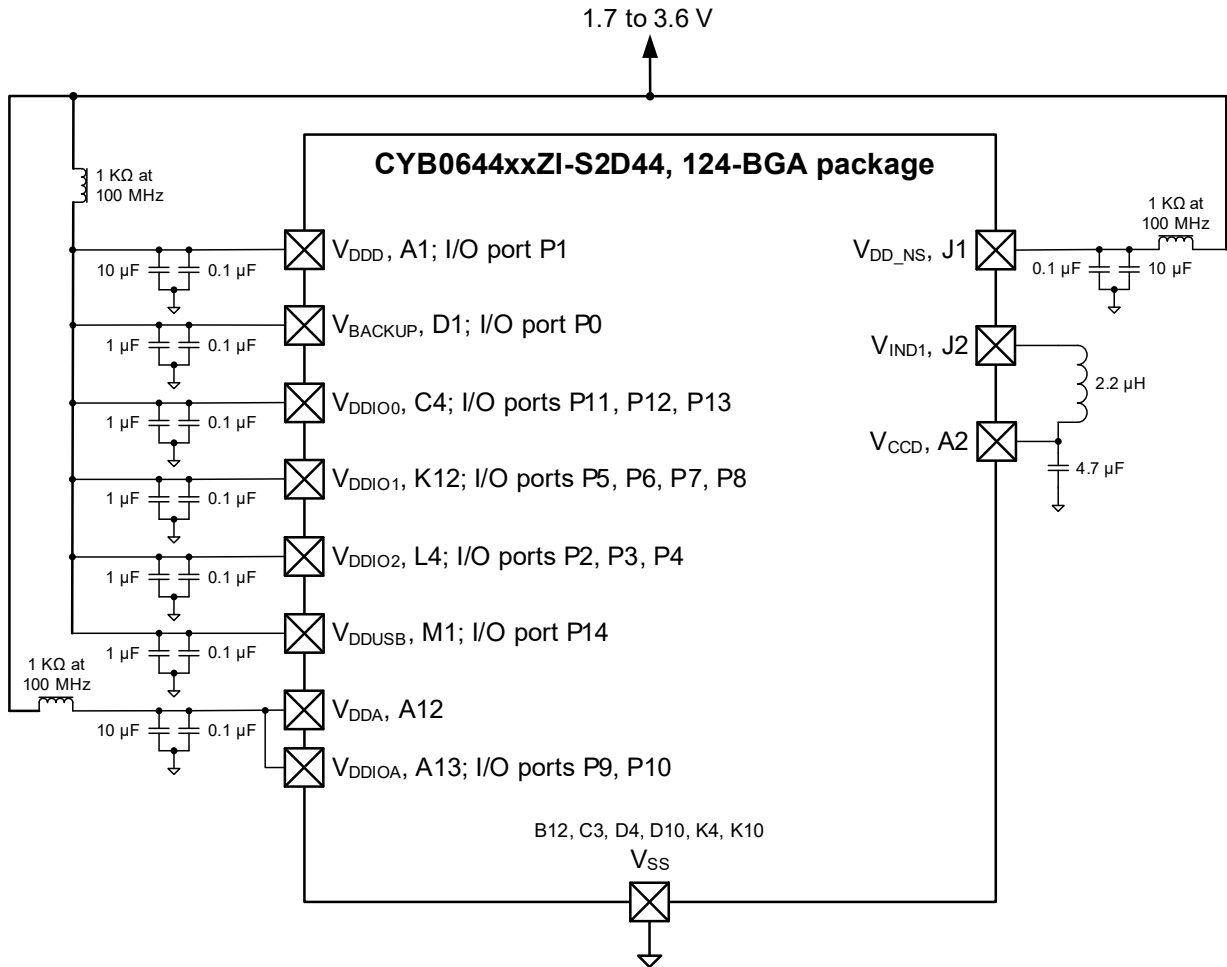 1.7 to 3.6 V
CYB0644xxZI-S2D44, 124-BGA package
1 KΩ at
100 MHz
1 KΩ at
100 MHz
VDDD, A1; I/O port P1
10 µF
0.1 µF
VDD_NS, J1
0.1 µF
10 µF
VBACKUP, D1; I/O port P0
1 µF
0.1 µF
VIND1, J2
2.2 µH
VDDIO0, C4; I/O ports P11, P12, P13
1 µF
0.1 µF
VCCD, A2
4.7 µF
VDDIO1, K12; I/O ports P5, P6, P7, P8
1 µF
0.1 µF
VDDIO2, L4; I/O ports P2, P3, P4
1 µF
0.1 µF
VDDUSB, M1; I/O port P14
1 µF
0.1 µF
1 KΩ at
100 MHz
VDDA, A12
10 µF
0.1 µF
VDDIOA, A13; I/O ports P9, P10
B12, C3, D4, D10, K4, K10
VSS